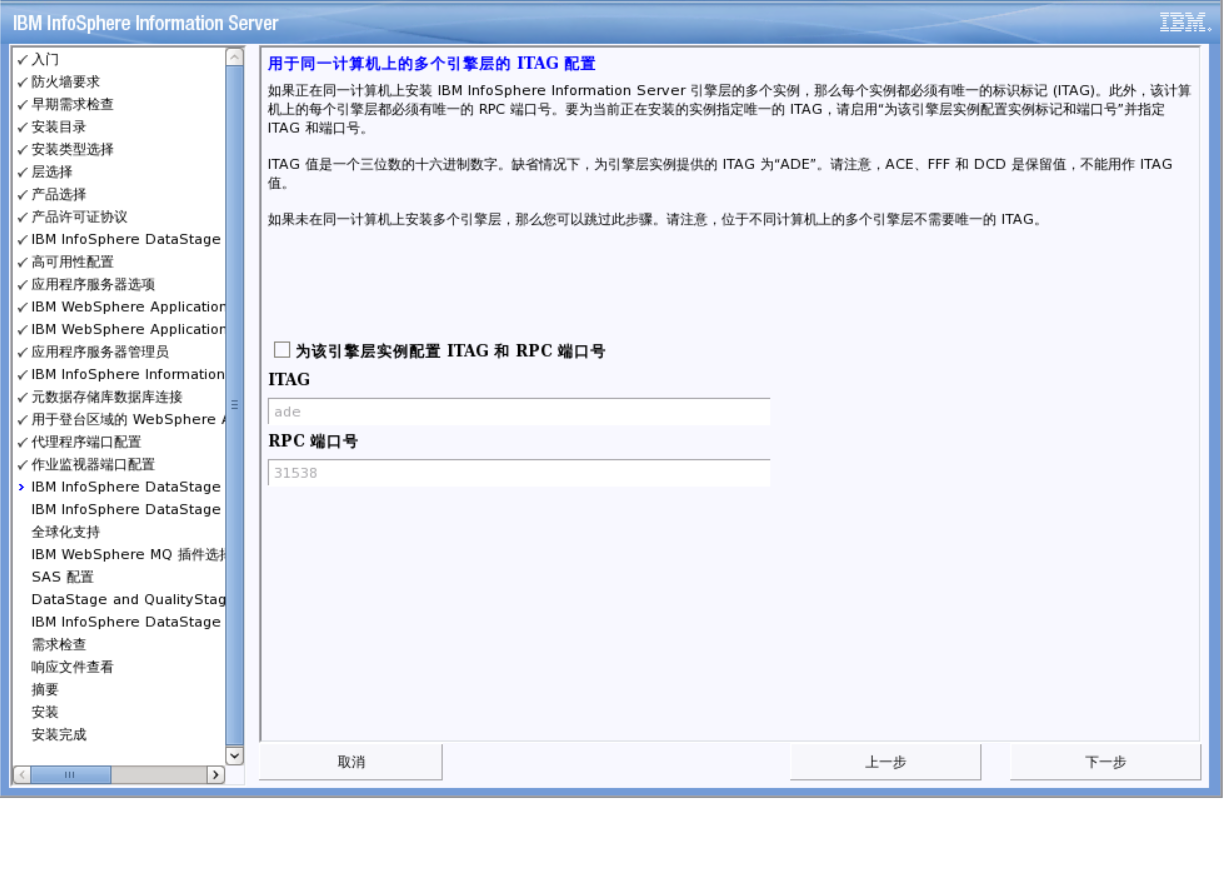 IBM InfoSphere Information Server
IBM.
✓ 入门
✓ 防火墙要求
✓ 早期需求检查
✓ 安装目录
✓ 安装类型选择
✓ 层选择
✓ 产品选择
✓ 产品许可证协议
✓ IBM InfoSphere DataStage
✓ 高可用性配置
✓ 应用程序服务器选项
✓ IBM WebSphere Application
✓ IBM WebSphere Application
✓ 应用程序服务器管理员
✓ IBM InfoSphere Information
✓ 元数据存储库数据库连接
✓ 用于登台区域的 WebSphere A
✓ 代理程序端口配置
✓ 作业监视器端口配置
IBM InfoSphere DataStage
IBM InfoSphere DataStage
全球化支持
IBM WebSphere MQ 插件选择
SAS 配置
DataStage and QualityStag
IBM InfoSphere DataStage
需求检查
响应文件查看
摘要
安装
安装完成
用于同一计算机上的多个引擎层的 ITAG 配置
如果正在同一计算机上安装 IBM InfoSphere Information Server 引擎层的多个实例，那么每个实例都必须有唯一的标识标记 (ITAG)。此外，该计算
机上的每个引擎层都必须有唯一的 RPC 端口号。要为当前正在安装的实例指定唯一的 ITAG，请启用“为该引擎层实例配置实例标记和端口号”并指定
ITAG 和端口号。
ITAG 值是一个三位数的十六进制数字。缺省情况下，为引擎层实例提供的 ITAG 为“ADE”。请注意，ACE、FFF 和 DCD 是保留值，不能用作 ITAG
值。
如果未在同一计算机上安装多个引擎层，那么您可以跳过此步骤。请注意，位于不同计算机上的多个引擎层不需要唯一的 ITAG。
为该引擎层实例配置 ITAG 和 RPC 端口号
ITAG
ade
RPC 端口号
31538
取消
上一步
下一步